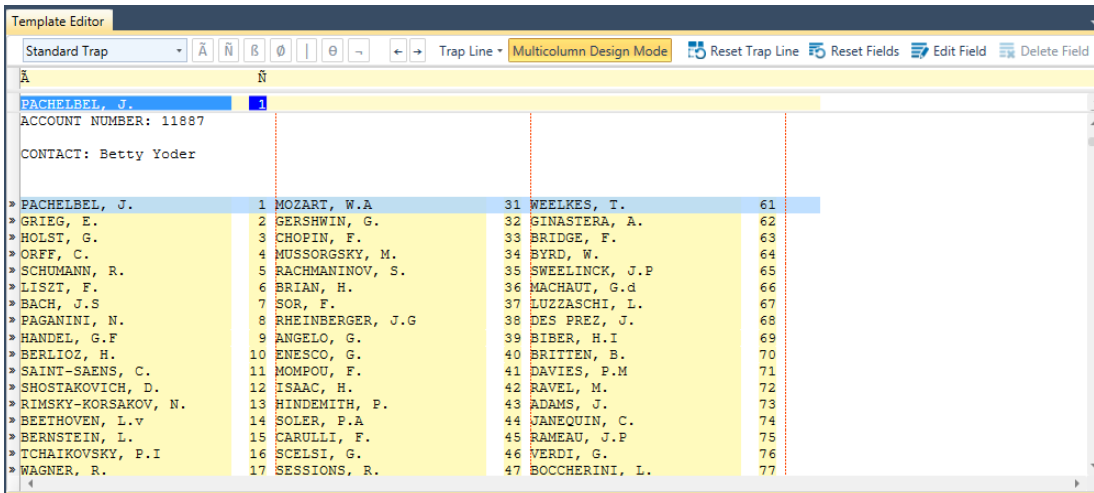 Template Editor
Standard Trap Ã Ñ ß Ø | Θ ¬ ← → Trap Line Multicolumn Design Mode Reset Trap Line Reset Fields Edit Field Delete Field
Ã Ñ
PACHELBEL, J. 1
ACCOUNT NUMBER: 11887
CONTACT: Betty Yoder
» PACHELBEL, J. 1 MOZART, W.A 31 WEELKES, T. 61
» GRIEG, E. 2 GERSHWIN, G. 32 GINASTERA, A. 62
» HOLST, G. 3 CHOPIN, F. 33 BRIDGE, F. 63
» ORFF, C. 4 MUSSORGSKY, M. 34 BYRD, W. 64
» SCHUMANN, R. 5 RACHMANINOV, S. 35 SWEELINCK, J.P 65
» LISZT, F. 6 BRIAN, H. 36 MACHAUT, G.d 66
» BACH, J.S 7 SOR, F. 37 LUZZASCHI, L. 67
» PAGANINI, N. 8 RHEINBERGER, J.G 38 DES PREZ, J. 68
» HANDEL, G.F 9 ANGELO, G. 39 BIBER, H.I 69
» BERLIOZ, H. 10 ENESCO, G. 40 BRITTEN, B. 70
» SAINT-SAENS, C. 11 MOMPOU, F. 41 DAVIES, P.M 71
» SHOSTAKOVICH, D. 12 ISAAC, H. 42 RAVEL, M. 72
» RIMSKY-KORSAKOV, N. 13 HINDEMITH, P. 43 ADAMS, J. 73
» BEETHOVEN, L.v 14 SOLER, P.A 44 JANEQUIN, C. 74
» BERNSTEIN, L. 15 CARULLI, F. 45 RAMEAU, J.P 75
» TCHAIKOVSKY, P.I 16 SCELSI, G. 46 VERDI, G. 76
» WAGNER, R. 17 SESSIONS, R. 47 BOCCHERINI, L. 77